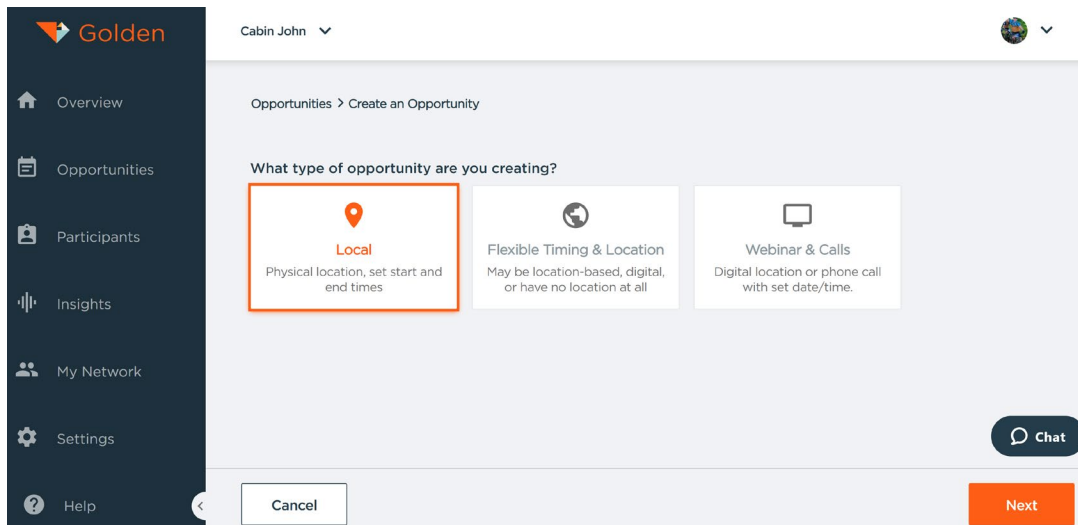 Golden
Cabin John
Overview
Opportunities
Participants
Insights
My Network
Settings
Help
Opportunities > Create an Opportunity
What type of opportunity are you creating?
Local
Physical location, set start and
end times
Flexible Timing & Location
May be location-based, digital,
or have no location at all
Webinar & Calls
Digital location or phone call
with set date/time.
Chat
Cancel
Next